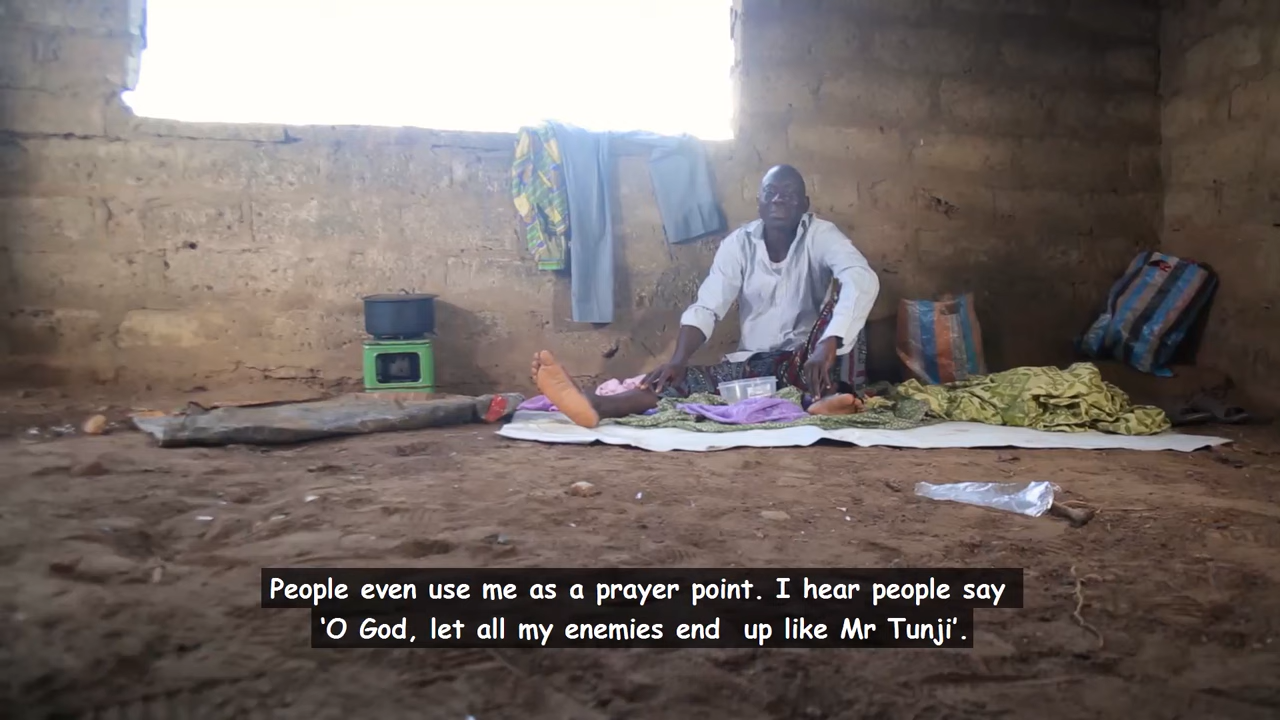 People even use me as a prayer point. I hear people say
‘O God, let all my enemies end  up like Mr Tunji’.